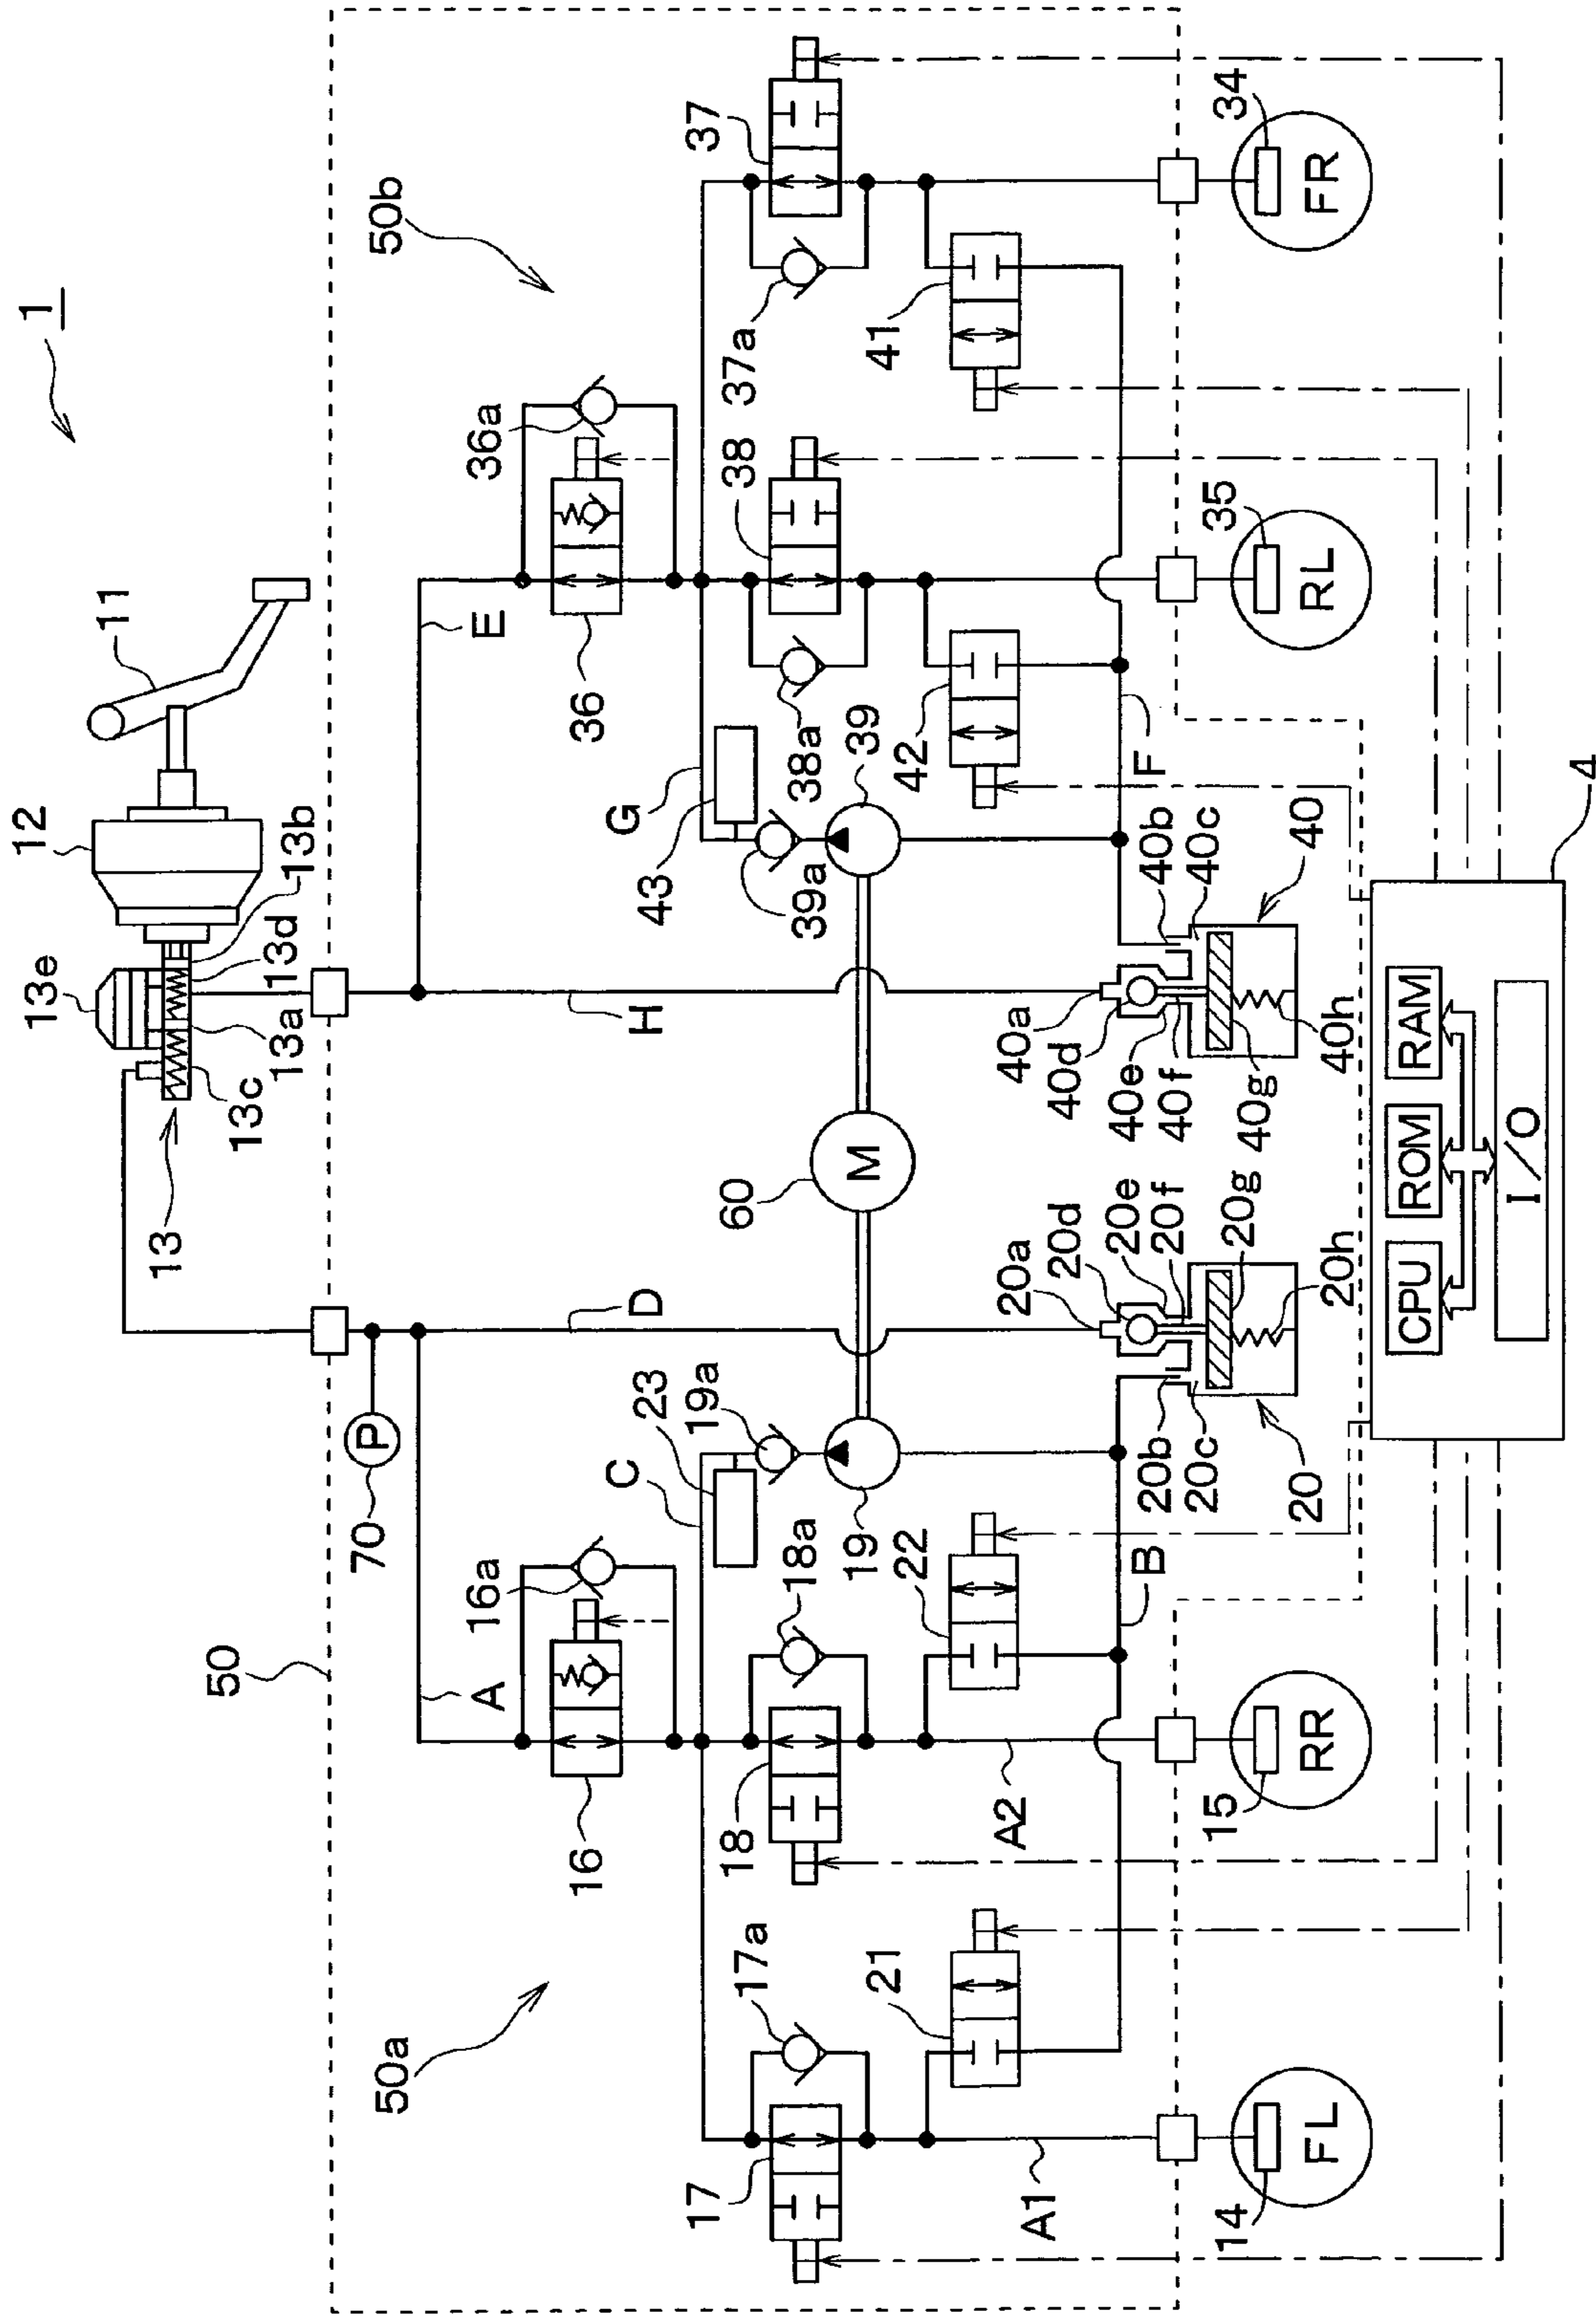 1
11
12
13e
13b
13d
13a
13c
13
50
50a
50b
70
P
A
E
D
H
16a
16
36a
36
C
23
19a
G
43
39a
17a
17
18a
18
19
60
M
39
38a
38
37a
37
21
22
42
41
A1
A2
B
F
20a
20d
20e
20f
20g
20h
20b
20c
20
40a
40d
40e
40f
40g
40h
40b
40c
40
14
FL
15
RR
35
RL
34
FR
CPU
ROM
RAM
I/O
4